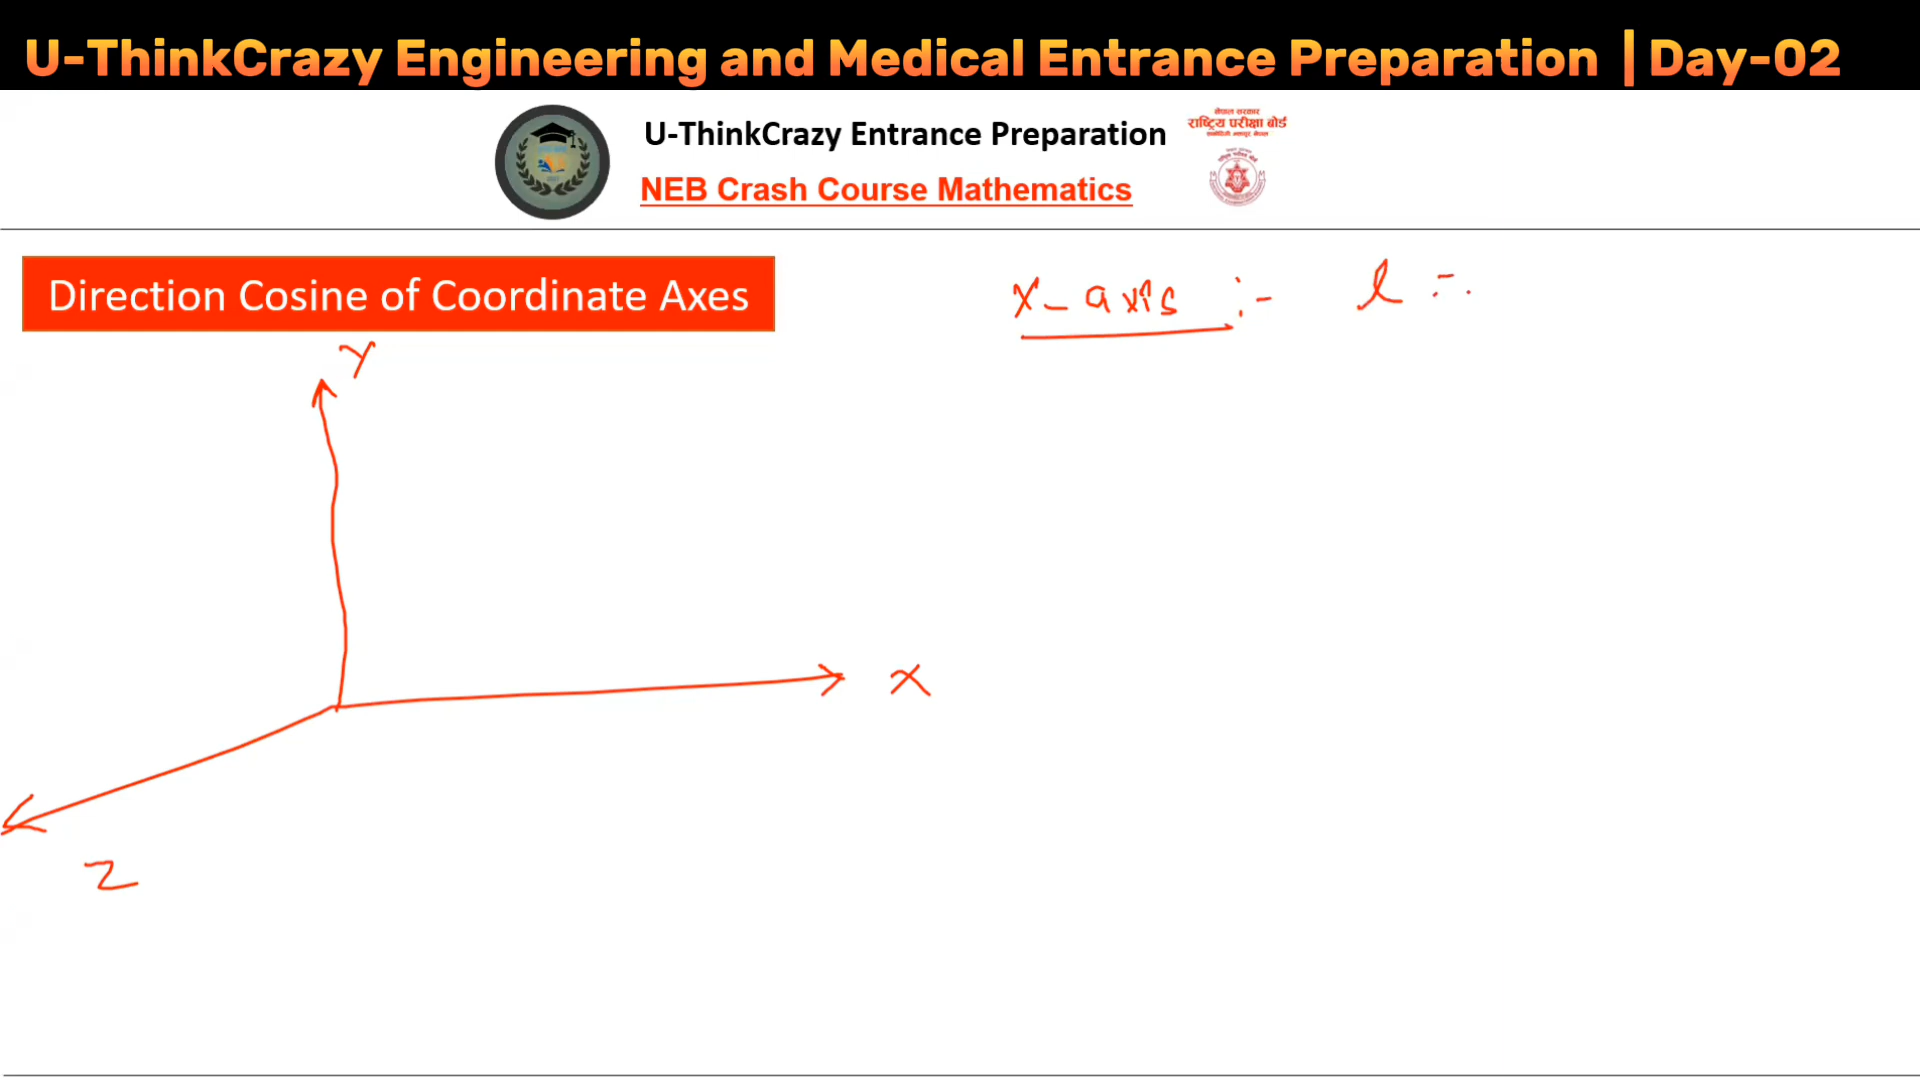 U-ThinkCrazy Engineering and Medical Entrance Preparation | Day-02
U-ThinkCrazy Entrance Preparation
NEB Crash Course Mathematics
नेपाल सरकार
राष्ट्रिय परीक्षा बोर्ड
Direction Cosine of Coordinate Axes
x-axis :- l =
Y
X
Z